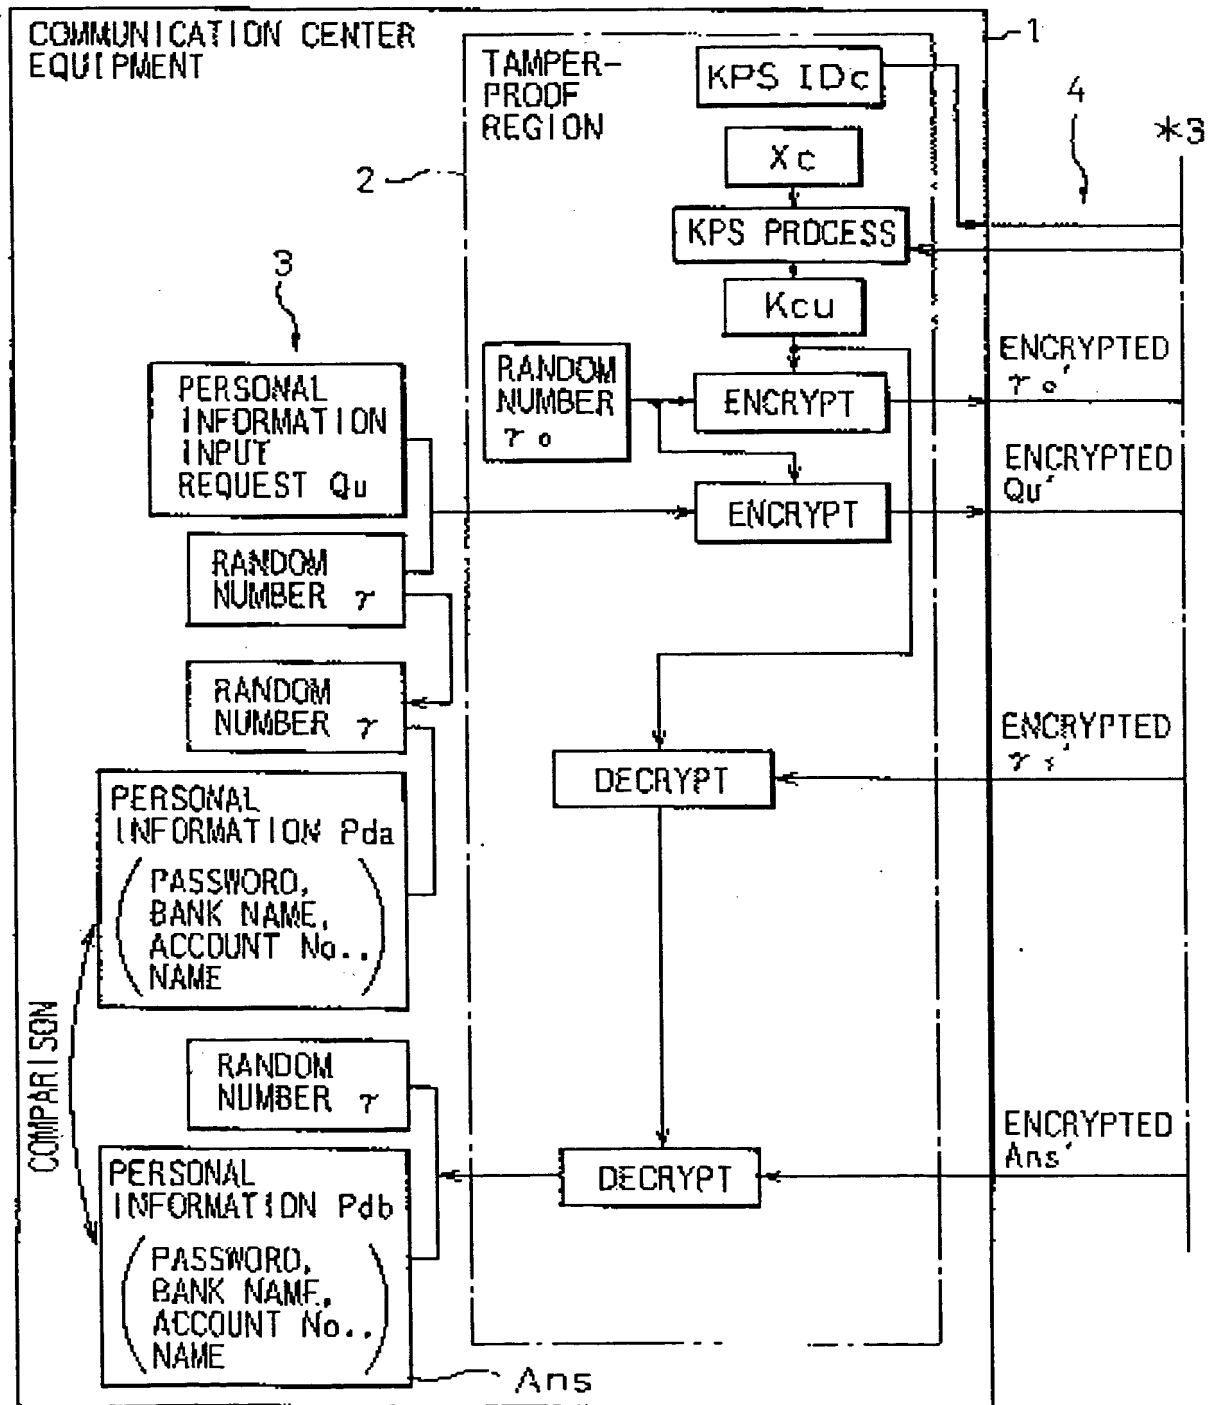 COMMUNICATION CENTER
EQUIPMENT
1
TAMPER-
PROOF
REGION
KPS IDc
4
*3
2
Xc
KPS PROCESS
3
Kcu
PERSONAL
INFORMATION
INPUT
REQUEST Qu
RANDOM
NUMBER
r o
ENCRYPT
ENCRYPTED
r o'
ENCRYPT
ENCRYPTED
Qu'
RANDOM
NUMBER r
RANDOM
NUMBER r
ENCRYPTED
DECRYPT
PERSONAL
INFORMATION Pda
PASSWORD,
BANK NAME,
ACCOUNT No..,
NAME
COMPARISON
RANDOM
NUMBER r
ENCRYPTED
Ans'
DECRYPT
PERSONAL
INFORMATION Pdb
PASSWORD,
BANK NAME,
ACCOUNT No..,
NAME
Ans